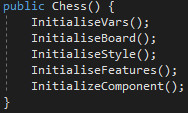 public Chess() {
    InitialiseVars();
    InitialiseBoard();
    InitialiseStyle();
    InitialiseFeatures();
    InitializeComponent();
}